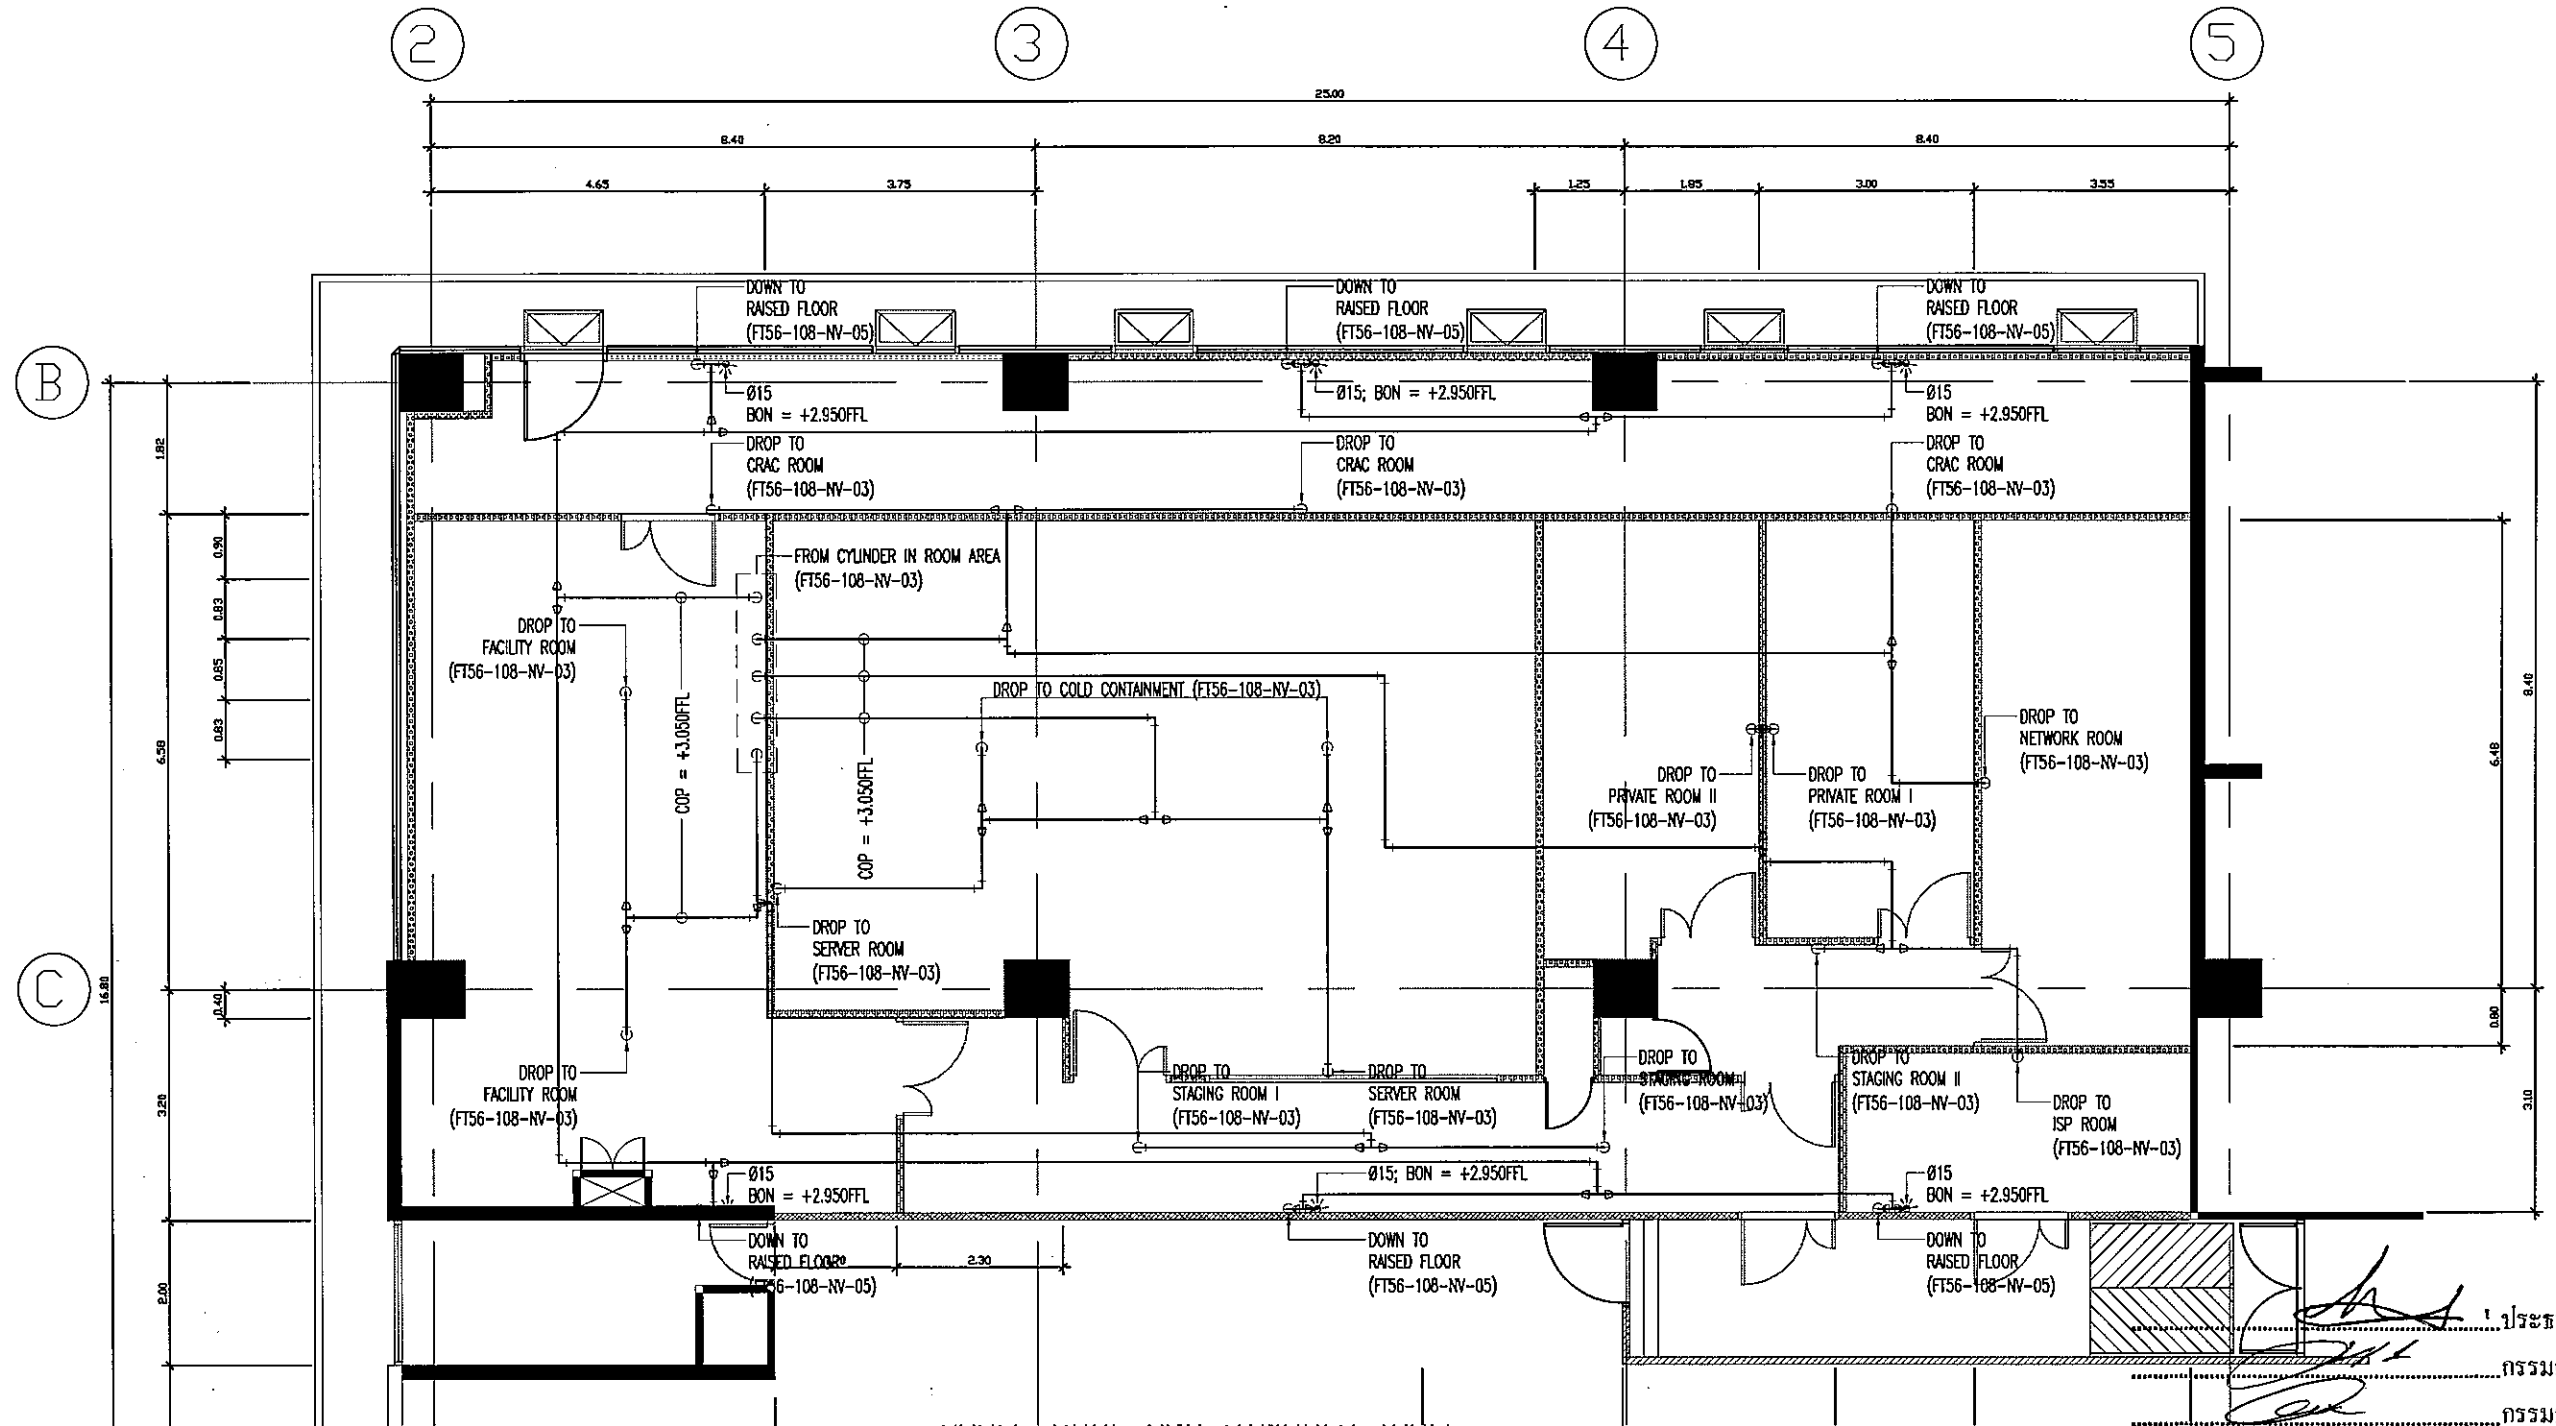 2
3
4
5
25.00
8.40
8.20
8.40
4.65
3.75
1.25
1.85
3.00
3.55
DOWN TO
RAISED FLOOR
(FT56-108-NV-05)
DOWN TO
RAISED FLOOR
(FT56-108-NV-05)
DOWN TO
RAISED FLOOR
(FT56-108-NV-05)
B
Ø15
BON = +2.950FFL
Ø15; BON = +2.950FFL
Ø15
BON = +2.950FFL
1.82
DROP TO
CRAC ROOM
(FT56-108-NV-03)
DROP TO
CRAC ROOM
(FT56-108-NV-03)
DROP TO
CRAC ROOM
(FT56-108-NV-03)
0.90
0.83
0.85
0.83
6.58
16.80
FROM CYLINDER IN ROOM AREA
(FT56-108-NV-03)
DROP TO
FACILITY ROOM
(FT56-108-NV-03)
COP = +3.050FFL
COP = +3.050FFL
DROP TO COLD CONTAINMENT (FT56-108-NV-03)
DROP TO
NETWORK ROOM
(FT56-108-NV-03)
DROP TO
PRIVATE ROOM II
(FT56-108-NV-03)
DROP TO
PRIVATE ROOM I
(FT56-108-NV-03)
8.40
6.48
DROP TO
SERVER ROOM
(FT56-108-NV-03)
C
0.40
0.80
3.20
3.10
DROP TO
FACILITY ROOM
(FT56-108-NV-03)
DROP TO
STAGING ROOM I
(FT56-108-NV-03)
DROP TO
SERVER ROOM
(FT56-108-NV-03)
DROP TO
STAGING ROOM I
(FT56-108-NV-03)
DROP TO
STAGING ROOM II
(FT56-108-NV-03)
DROP TO
ISP ROOM
(FT56-108-NV-03)
Ø15
BON = +2.950FFL
Ø15; BON = +2.950FFL
Ø15
BON = +2.950FFL
DOWN TO
RAISED FLOOR
(FT56-108-NV-05)
2.30
DOWN TO
RAISED FLOOR
(FT56-108-NV-05)
DOWN TO
RAISED FLOOR
(FT56-108-NV-05)
2.00
ประธ
กรรม
กรรม